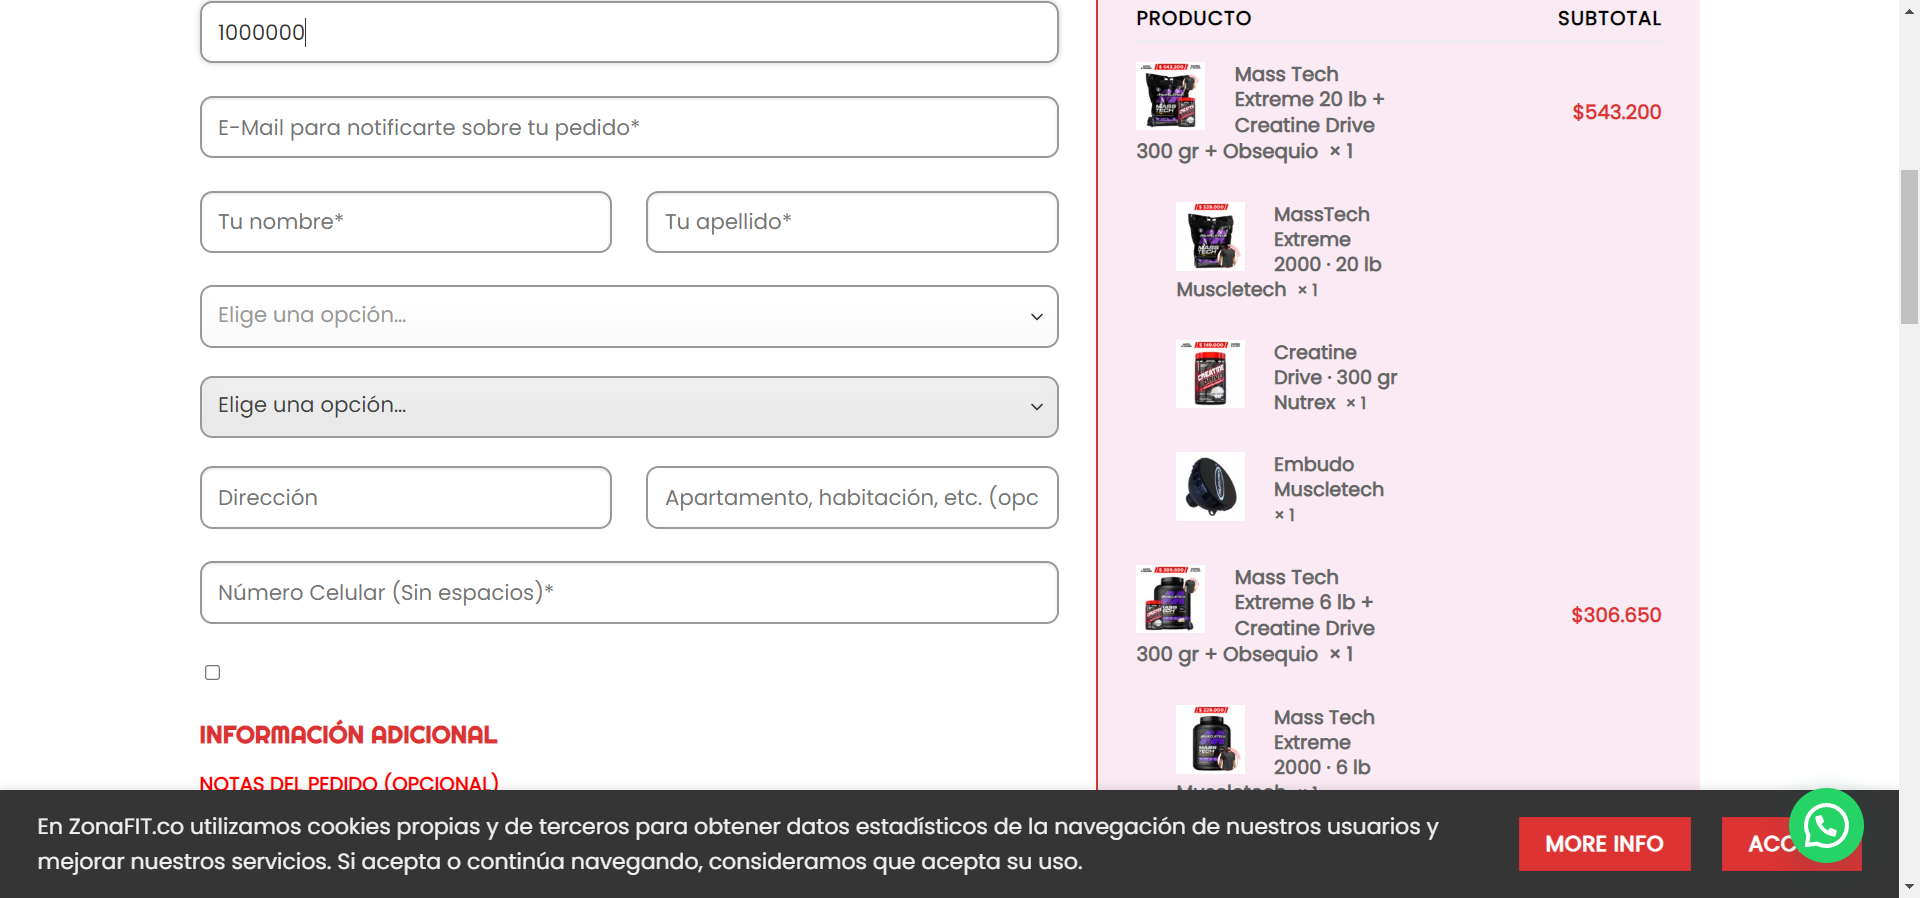 1000000
E-Mail para notificarte sobre tu pedido*
Tu nombre*
Tu apellido*
Elige una opción...
Elige una opción...
Dirección
Apartamento, habitación, etc. (opc
Número Celular (Sin espacios)*
INFORMACIÓN ADICIONAL
NOTAS DEL PEDIDO (OPCIONAL)
PRODUCTO SUBTOTAL
Mass Tech
Extreme 20 lb +
Creatine Drive
300 gr + Obsequio × 1
$543.200
MassTech
Extreme
2000 · 20 lb
Muscletech × 1
Creatine
Drive · 300 gr
Nutrex × 1
Embudo
Muscletech
× 1
Mass Tech
Extreme 6 lb +
Creatine Drive
300 gr + Obsequio × 1
$306.650
Mass Tech
Extreme
2000 · 6 lb
Muscletech × 1
En ZonaFIT.co utilizamos cookies propias y de terceros para obtener datos estadísticos de la navegación de nuestros usuarios y
mejorar nuestros servicios. Si acepta o continúa navegando, consideramos que acepta su uso.
MORE INFO
ACC